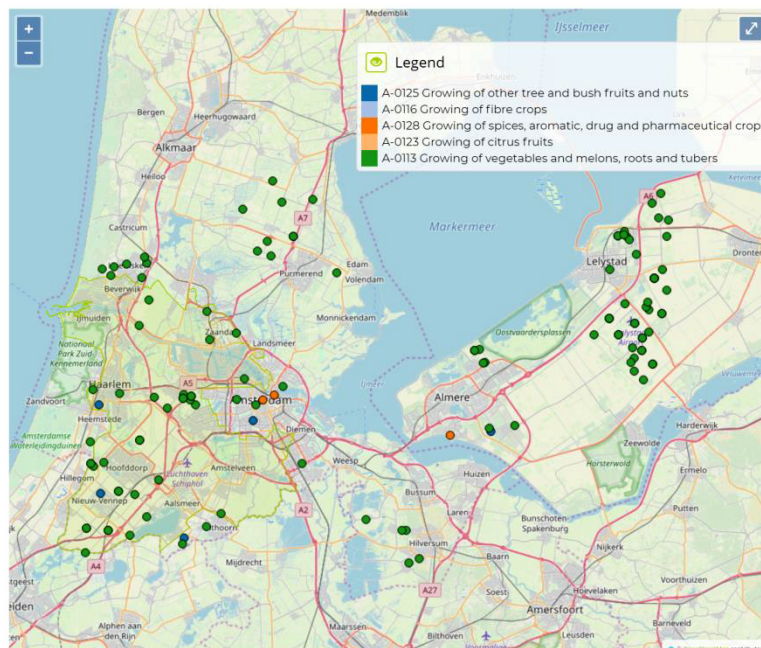 Medemblik
IJsselmeer
+
−
Legend
A-0125 Growing of other tree and bush fruits and nuts
A-0116 Growing of fibre crops
A-0128 Growing of spices, aromatic, drug and pharmaceutical crop
A-0123 Growing of citrus fruits
A-0113 Growing of vegetables and melons, roots and tubers
Bergen
Heerhugowaard
Alkmaar
Heiloo
A6
A7
Markermeer
Castricum
Dronten
Edam
Lelystad
Volendam
Purmerend
Beverwijk
IJmuiden
Monnickendam
Oostvaardersplassen
Landsmeer
Nationaal
Park Zuid-
Kennemerland
IJmeer
A5
Haarlem
Zandvoort
Almere
Heemstede
Diemen
Harderwijk
Amsterdamse
Waterleidingduinen
Weesp
Zeewolde
Huizen
Hoofddorp
Luchthaven
Schiphol
Amstelveen
Horsterwold
Ermelo
Hillegom
Bussum
Nieuw-Vennep
Laren
Aalsmeer
A2
Putten
Bunschoten-
Spakenburg
Hilversum
Mijdrecht
Baarn
Nijkerk
A4
A27
Voorthuizen
Soest
Hoevelaken
Alphen aan
den Rijn
Amersfoort
Barneveld
Maarssen
Bilthoven
Leusden